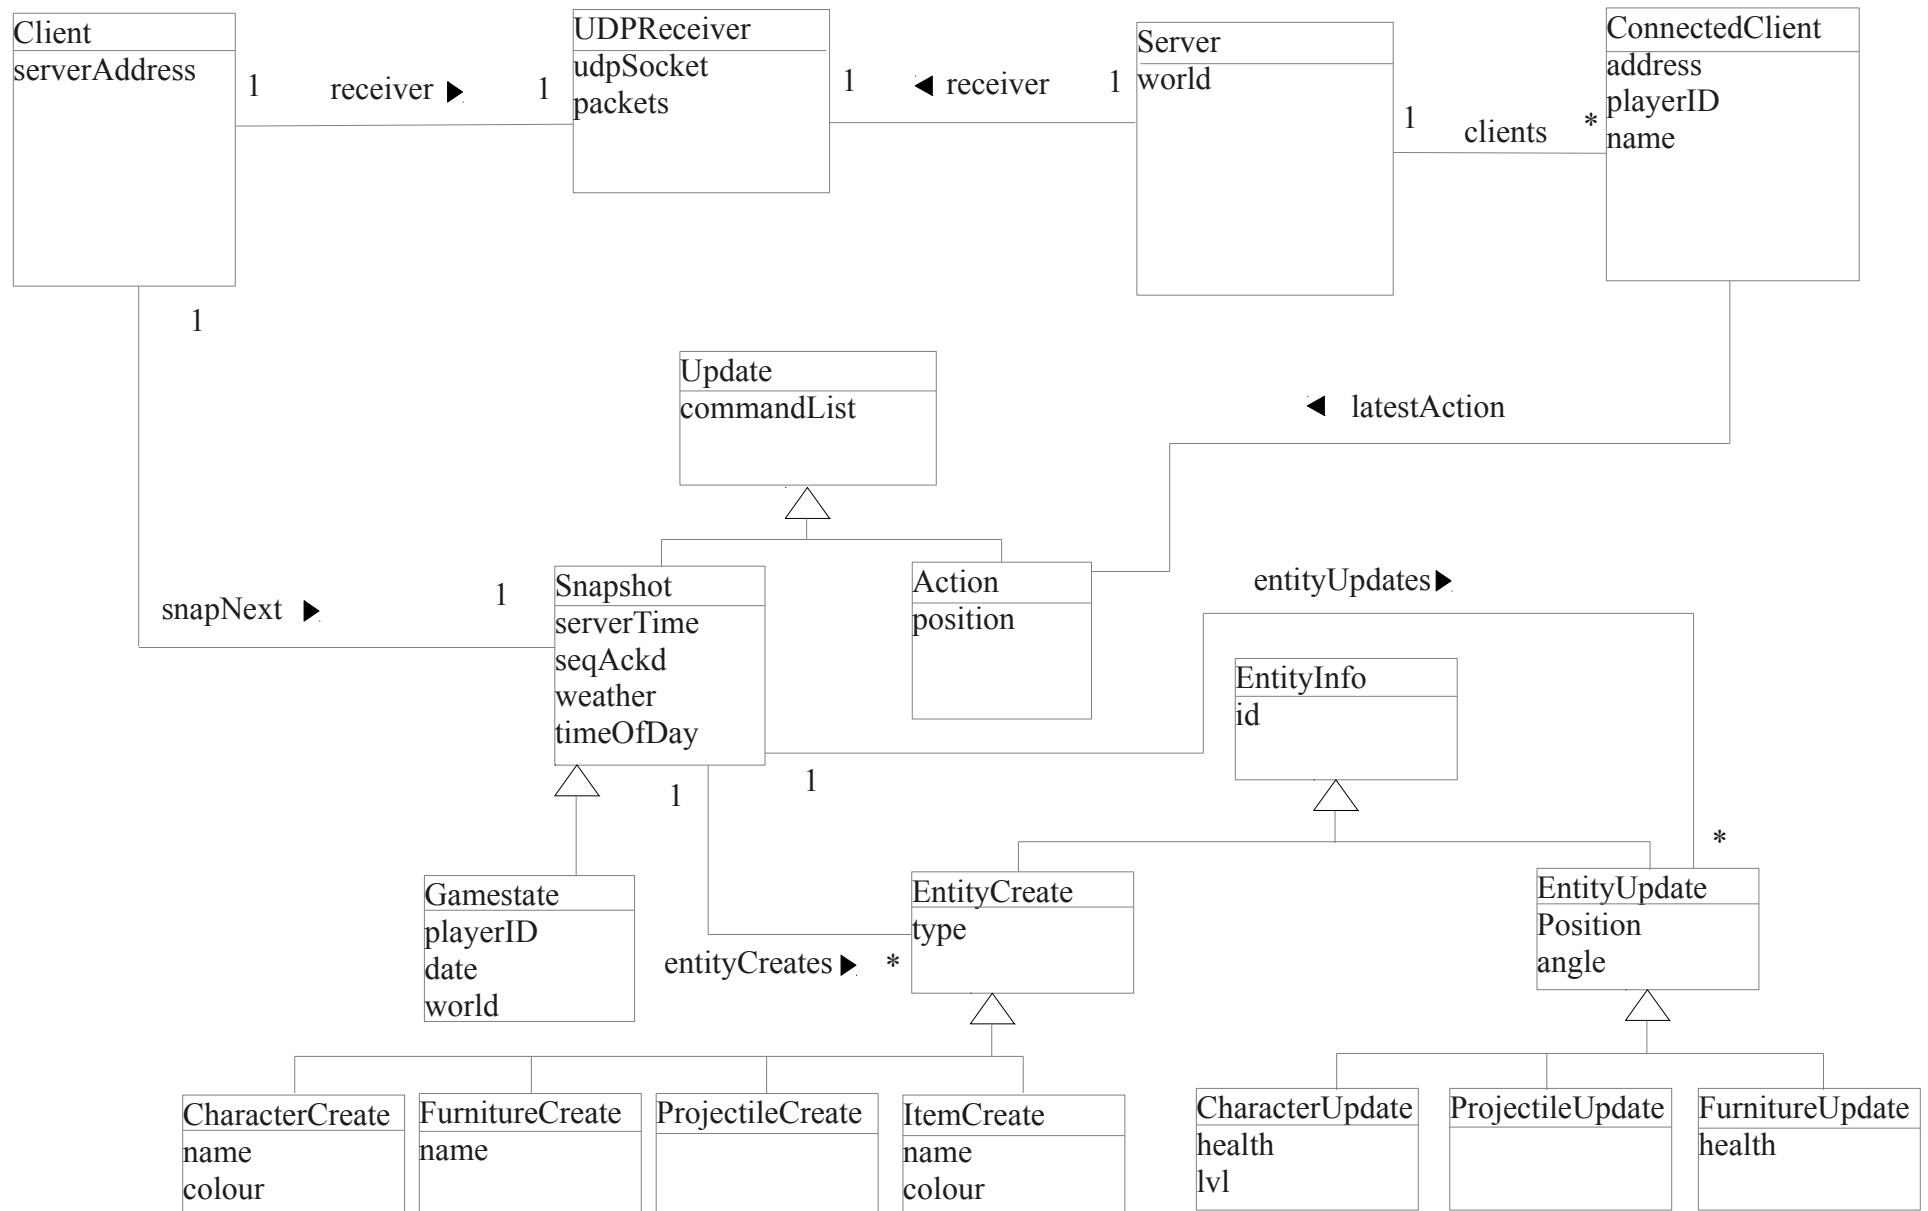 Client
serverAddress
1
receiver
1
UDPReceiver
udpSocket
packets
1
receiver
1
Server
world
1
clients
*
ConnectedClient
address
playerID
name
1
Update
commandList
latestAction
snapNext
1
Snapshot
serverTime
seqAckd
weather
timeOfDay
Action
position
entityUpdates
EntityInfo
id
1
1
*
Gamestate
playerID
date
world
entityCreates
*
EntityCreate
type
EntityUpdate
Position
angle
CharacterCreate
name
colour
FurnitureCreate
name
ProjectileCreate
ItemCreate
name
colour
CharacterUpdate
health
lvl
ProjectileUpdate
FurnitureUpdate
health